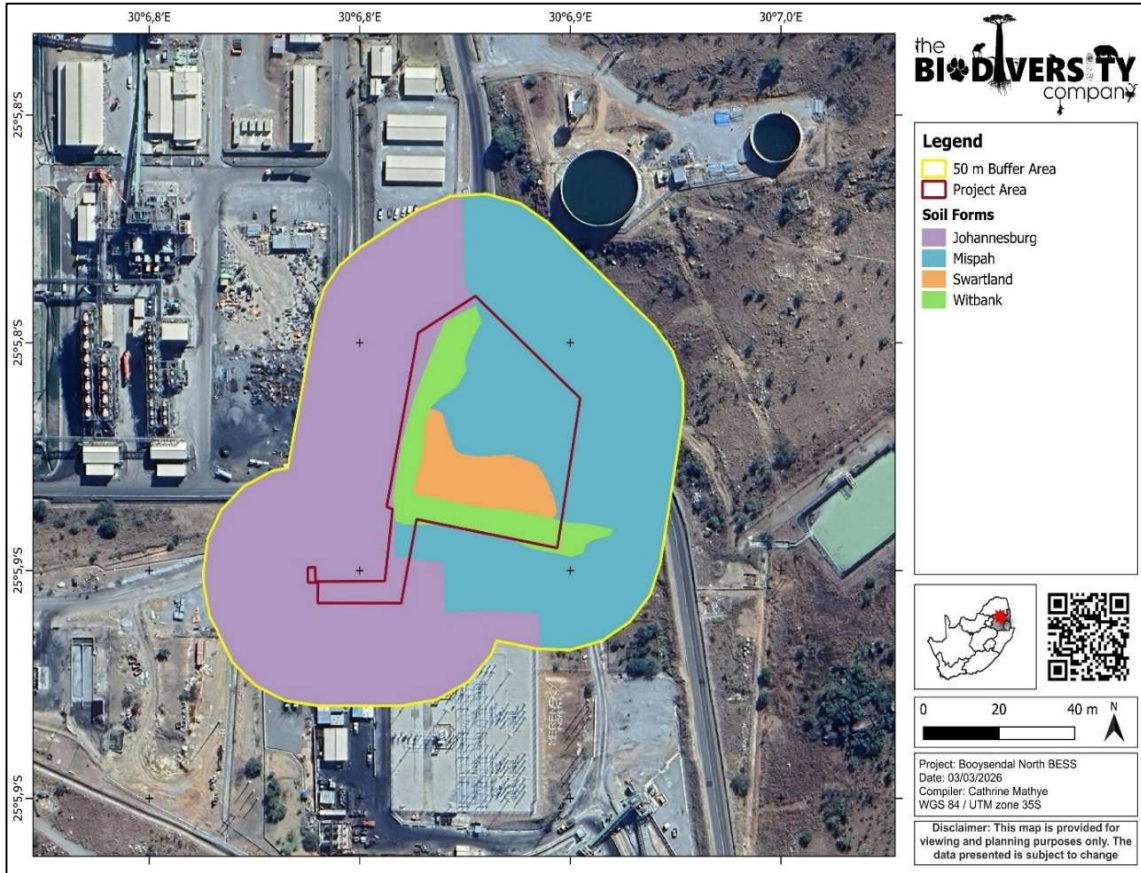 30°6,8'E 30°6,8'E 30°6,9'E 30°7,0'E
25°5,8'S
25°5,8'S
25°5,9'S
25°5,9'S
the
BIODIVERSITY
company
Legend
50 m Buffer Area
Project Area
Soil Forms
Johannesburg
Mispah
Swartland
Witbank
0 20 40 m
N
Project: Booysendal North BESS
Date: 03/03/2026
Compiler: Cathrine Mathye
WGS 84 / UTM zone 35S
Disclaimer: This map is provided for
viewing and planning purposes only. The
data presented is subject to change